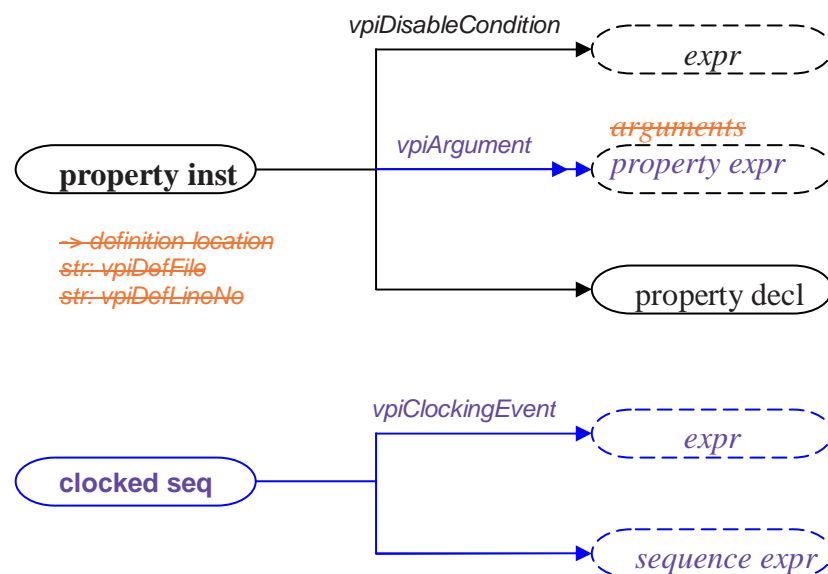 vpiDisableCondition
expr
arguments
vpiArgument
property expr
property inst
-> definition location
str: vpiDefFile
str: vpiDefLineNo
property decl
vpiClockingEvent
expr
clocked seq
sequence expr